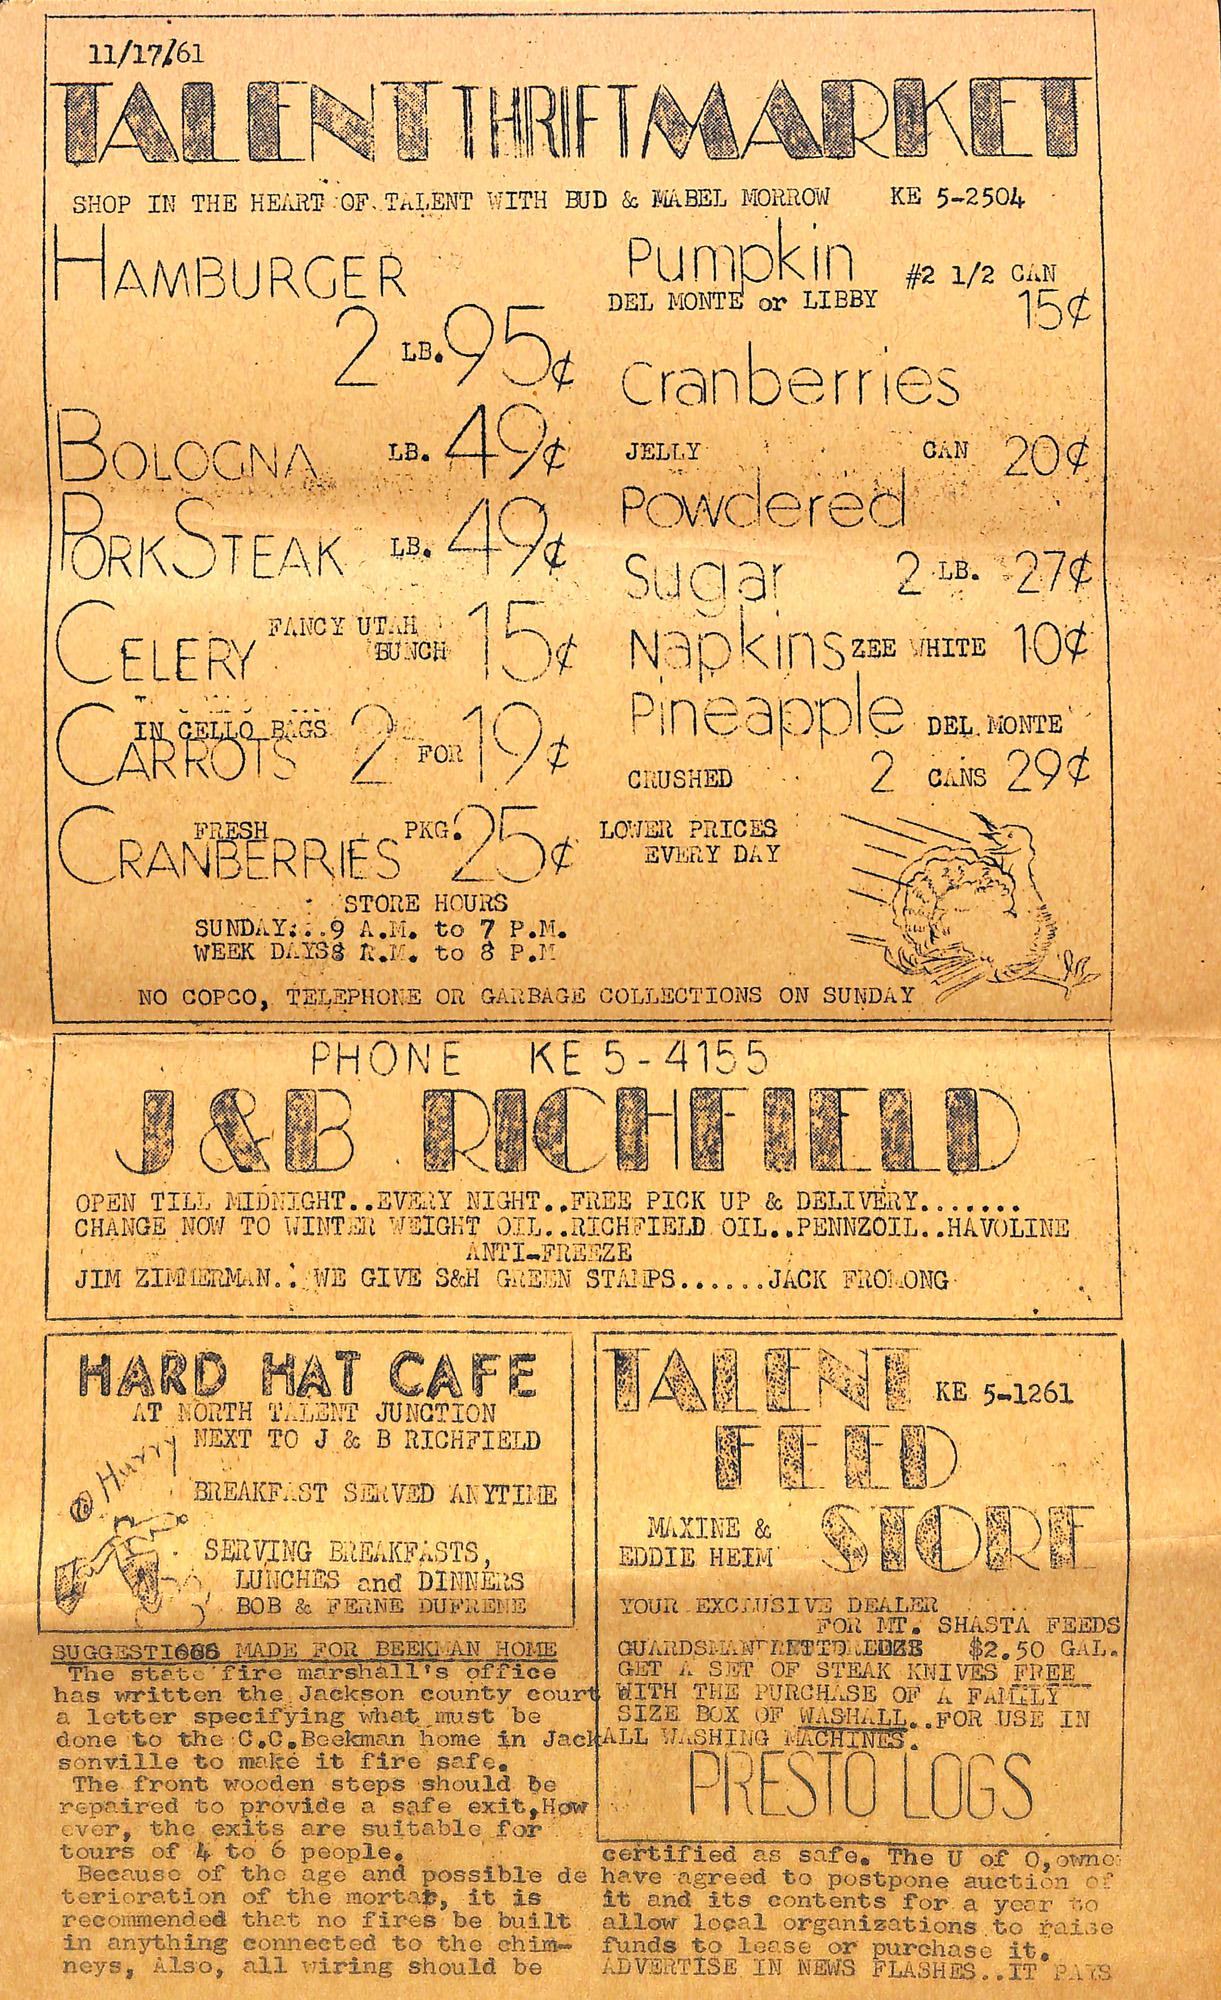 11/17/61
TALENT THRIFT MARKET
SHOP IN THE HEART OF TALENT WITH BUD & MABEL MORROW KE 5-2504
HAMBURGER
2 LB. 95¢
BOLOGNA LB. 49¢
PORK STEAK LB. 49¢
CELERY FANCY UTAH BUNCH 15¢
IN CELLO BAGS
CARROTS 2 FOR 19¢
FRESH
CRANBERRIES PKG. 25¢
STORE HOURS
SUNDAY...9 A.M. to 7 P.M.
WEEK DAYS8 A.M. to 8 P.M
Pumpkin #2 1/2 CAN
DEL MONTE or LIBBY 15¢
Cranberries
JELLY CAN 20¢
Powdered
Sugar 2 LB. 27¢
Napkins ZEE WHITE 10¢
Pineapple DEL MONTE
CRUSHED 2 CANS 29¢
LOWER PRICES
EVERY DAY
NO COPCO, TELEPHONE OR GARBAGE COLLECTIONS ON SUNDAY
PHONE KE 5-4155
J & B RICHFIELD
OPEN TILL MIDNIGHT..EVERY NIGHT..FREE PICK UP & DELIVERY.......
CHANGE NOW TO WINTER WEIGHT OIL..RICHFIELD OIL..PENNZOIL..HAVOLINE
ANTI-FREEZE
JIM ZIMMERMAN... WE GIVE S&H GREEN STAMPS......JACK FROMONG
HARD HAT CAFE
AT NORTH TALENT JUNCTION
NEXT TO J & B RICHFIELD
Hurry
BREAKFAST SERVED ANYTIME
SERVING BREAKFASTS,
LUNCHES and DINNERS
BOB & FERNE DUFRENE
TALENT KE 5-1261
FEED
STORE
MAXINE &
EDDIE HEIM
YOUR EXCLUSIVE DEALER
FOR MT. SHASTA FEEDS
GUARDSMAN $2.50 GAL.
GET A SET OF STEAK KNIVES FREE
WITH THE PURCHASE OF A FAMILY
SIZE BOX OF WASHALL..FOR USE IN
ALL WASHING MACHINES.
PRESTO LOGS
MADE FOR BEEKMAN HOME
The state fire marshall's office
has written the Jackson county court
a letter specifying what must be
done to the C.C.Beekman home in Jack
sonville to make it fire safe.
The front wooden steps should be
repaired to provide a safe exit,How
ever, the exits are suitable for
tours of 4 to 6 people.
Because of the age and possible de
terioration of the mortar, it is
recommended that no fires be built
in anything connected to the chim-
neys, Also, all wiring should be
certified as safe. The U of O,owne
have agreed to postpone auction of
it and its contents for a year to
allow local organizations to raise
funds to lease or purchase it.
ADVERTISE IN NEWS FLASHES..IT PAYS